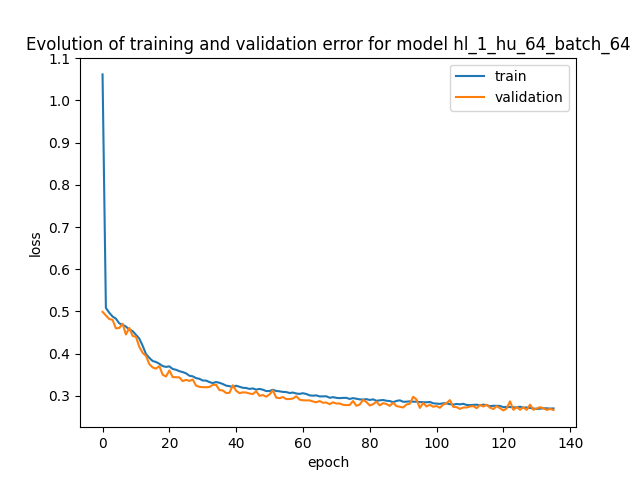 Evolution of training and validation error for model hl_1_hu_64_batch_64
train
validation
1.1
1.0
0.9
0.8
0.7
0.6
0.5
0.4
0.3
loss
0 20 40 60 80 100 120 140
epoch